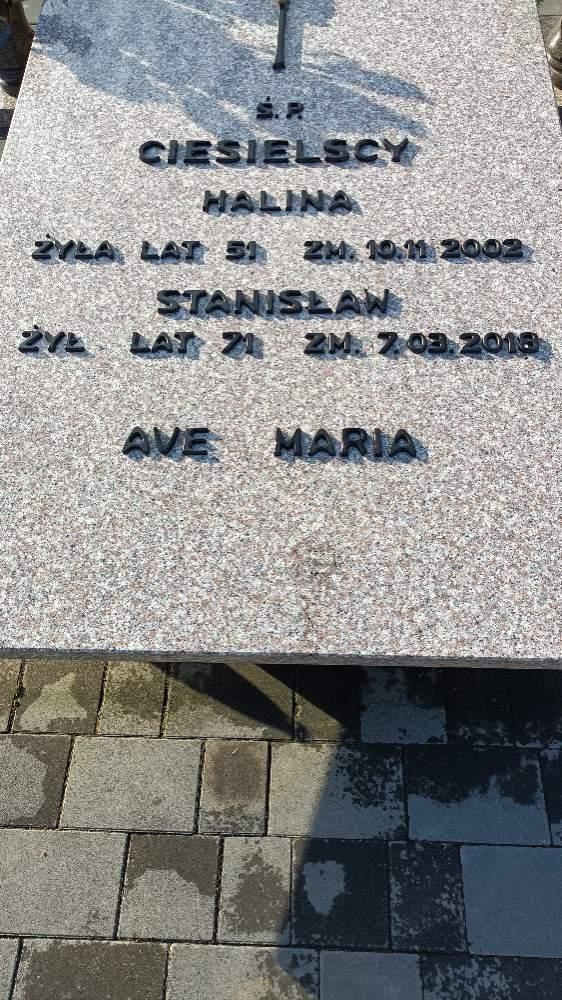 Ś.P.
CIESIELSCY
HALINA
ŻYŁA LAT 51 ZM. 10.11.2002
STANISŁAW
ŻYŁ LAT 71 ZM. 7.03.2018
AVE MARIA